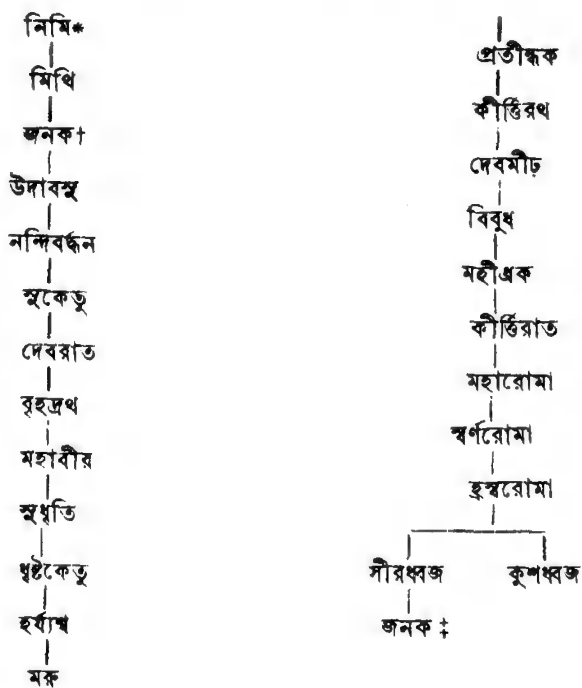 নিমি*
মিথি
জনক†
উদাবসু
নন্দিবর্দ্ধন
সুকেতু
দেবরাত
বৃহদ্রথ
মহাবীর
সুধৃতি
ধৃষ্টকেতু
হর্যাশ্ব
মরু
প্রতীন্ধক
কীর্ত্তিরথ
দেবমীঢ়
বিবুধ
মহীধ্রক
কীর্ত্তিরাত
মহারোমা
স্বর্ণরোমা
হ্রস্বরোমা
সীরধ্বজ কুশধ্বজ
জনক ‡